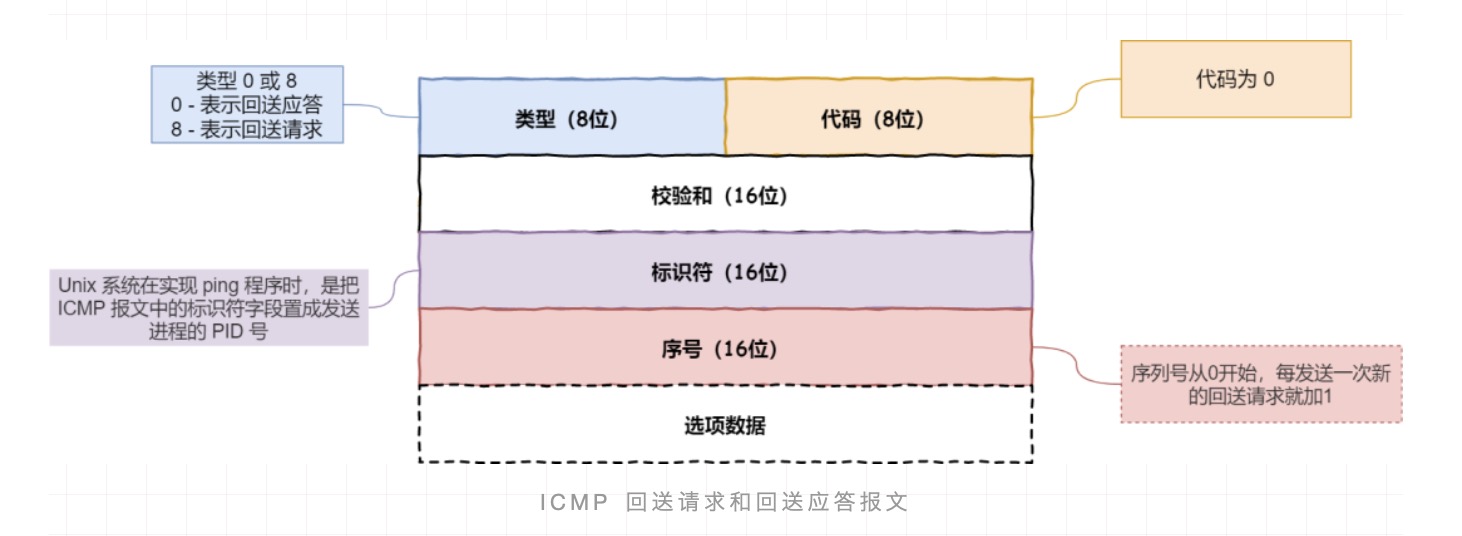 类型 0 或 8
0 - 表示回送应答
8 - 表示回送请求
类型（8位）
代码（8位）
代码为 0
校验和（16位）
Unix 系统在实现 ping 程序时，是把
ICMP 报文中的标识符字段置成发送
进程的 PID 号
标识符（16位）
序号（16位）
序列号从0开始，每发送一次新
的回送请求就加1
选项数据
ICMP 回送请求和回送应答报文